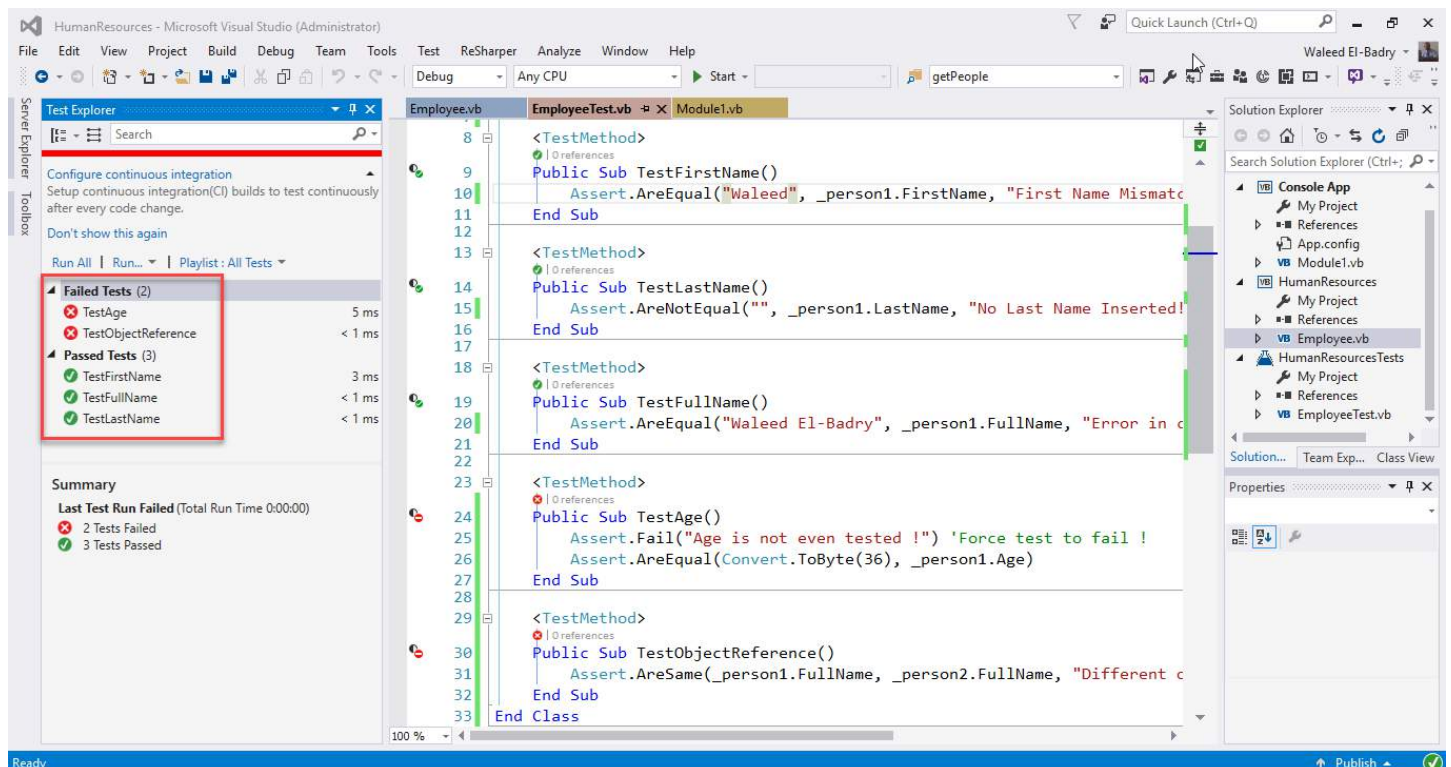 HumanResources - Microsoft Visual Studio (Administrator)
Quick Launch (Ctrl+Q)
File Edit View Project Build Debug Team Tools Test ReSharper Analyze Window Help
Waleed El-Badry
Debug Any CPU Start getPeople
Server Explorer
Toolbox
Test Explorer
Search
Configure continuous integration
Setup continuous integration(CI) builds to test continuously
after every code change.
Don't show this again
Run All | Run... | Playlist : All Tests
Failed Tests (2)
TestAge 5 ms
TestObjectReference < 1 ms
Passed Tests (3)
TestFirstName 3 ms
TestFullName < 1 ms
TestLastName < 1 ms
Summary
Last Test Run Failed (Total Run Time 0:00:00)
2 Tests Failed
3 Tests Passed
Employee.vb EmployeeTest.vb Module1.vb
8 <TestMethod>
0 references
9 Public Sub TestFirstName()
10 Assert.AreEqual("Waleed", _person1.FirstName, "First Name Mismatc
11 End Sub
12
13 <TestMethod>
0 references
14 Public Sub TestLastName()
15 Assert.AreNotEqual("", _person1.LastName, "No Last Name Inserted!
16 End Sub
17
18 <TestMethod>
0 references
19 Public Sub TestFullName()
20 Assert.AreEqual("Waleed El-Badry", _person1.FullName, "Error in c
21 End Sub
22
23 <TestMethod>
0 references
24 Public Sub TestAge()
25 Assert.Fail("Age is not even tested !") 'Force test to fail !
26 Assert.AreEqual(Convert.ToByte(36), _person1.Age)
27 End Sub
28
29 <TestMethod>
0 references
30 Public Sub TestObjectReference()
31 Assert.AreSame(_person1.FullName, _person2.FullName, "Different c
32 End Sub
33 End Class
100 %
Solution Explorer
Search Solution Explorer (Ctrl+;
VB Console App
My Project
References
App.config
VB Module1.vb
VB HumanResources
My Project
References
VB Employee.vb
HumanResourcesTests
My Project
References
VB EmployeeTest.vb
Solution... Team Exp... Class View
Properties
Ready
Publish